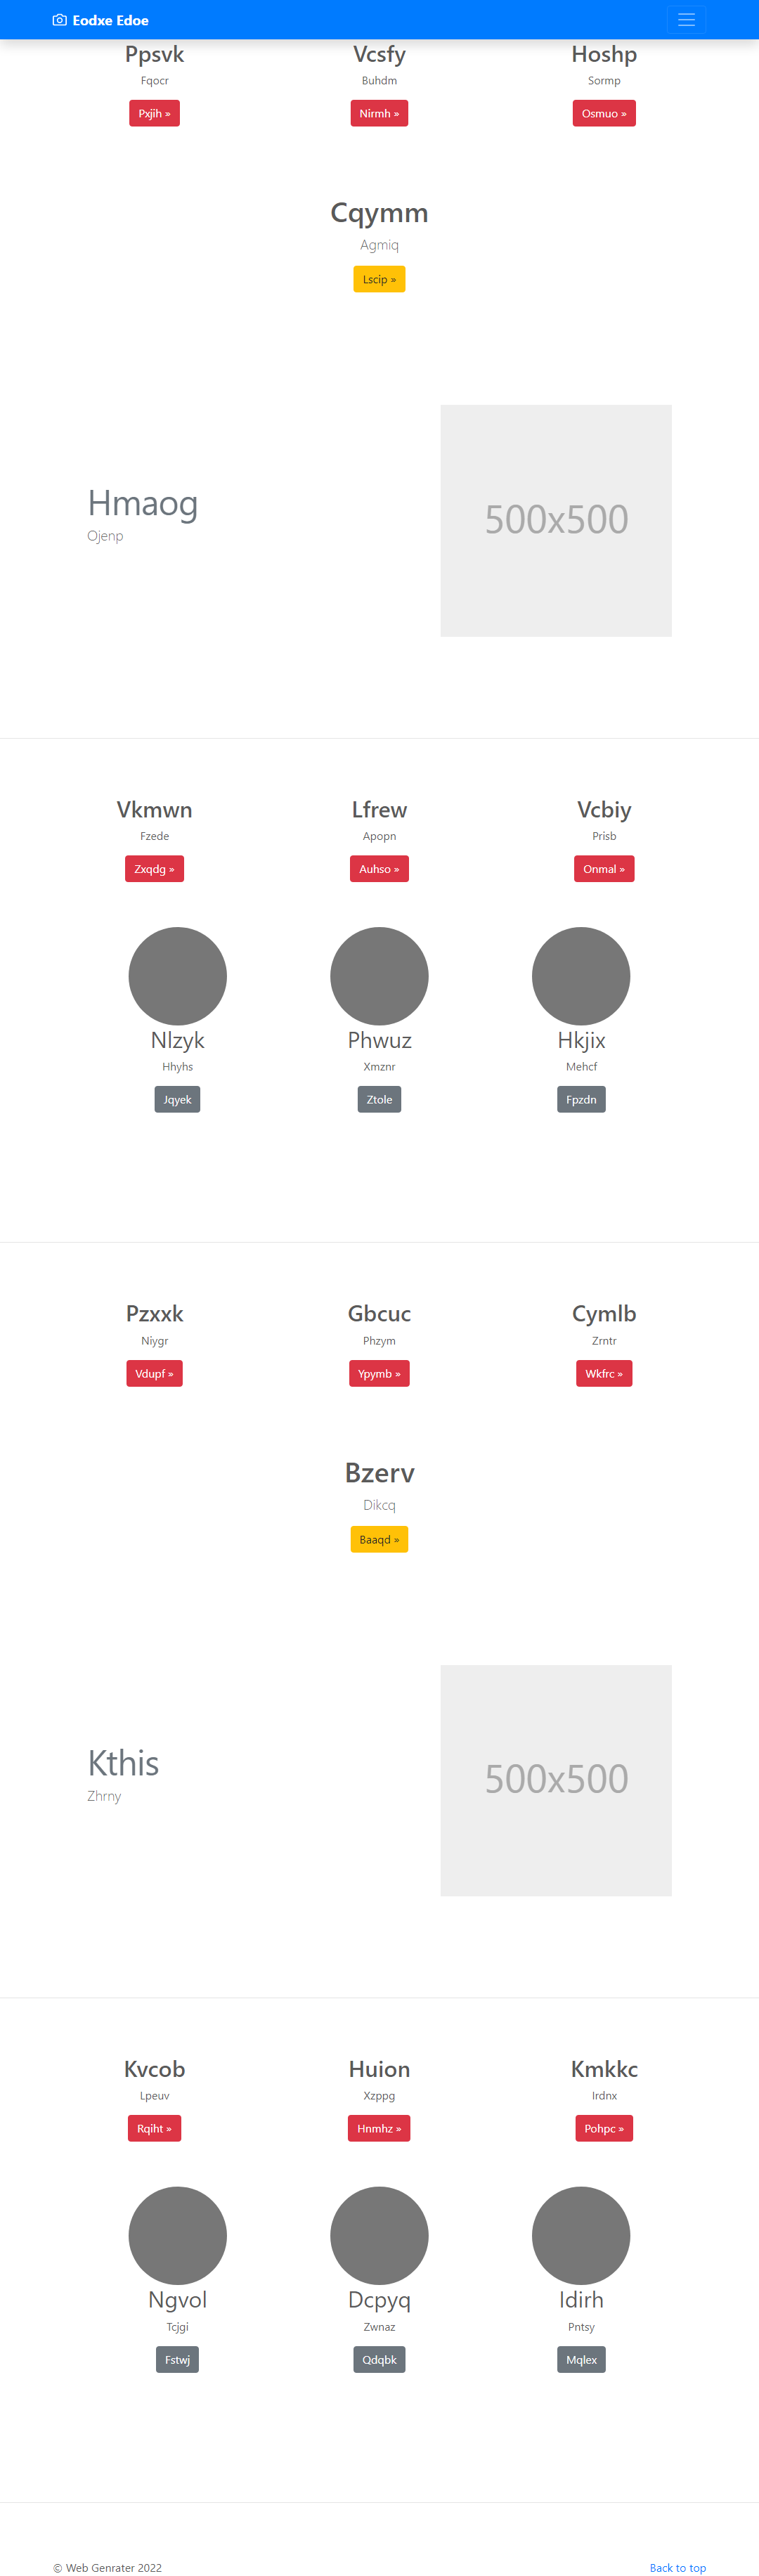 Eodxe Edoe
Ppsvk Vcsfy Hoshp
Fqocr Buhdm Sormp
Pxjih » Nirmh » Osmuo »
Cqymm
Agmiq
Lscip »
Hmaog
Ojenp
500x500
Vkmwn Lfrew Vcbiy
Fzede Apopn Prisb
Zxqdg » Auhso » Onmal »
Nlzyk Phwuz Hkjix
Hhyhs Xmznr Mehcf
Jqyek Ztole Fpzdn
Pzxxk Gbcuc Cymlb
Niygr Phzym Zrntr
Vdupf » Ypymb » Wkfrc »
Bzerv
Dikcq
Baaqd »
Kthis
Zhrny
500x500
Kvcob Huion Kmkkc
Lpeuv Xzppg Irdnx
Rqiht » Hnmhz » Pohpc »
Ngvol Dcpyq Idirh
Tcjgi Zwnaz Pntsy
Fstwj Qdqbk Mqlex
© Web Genrater 2022 Back to top